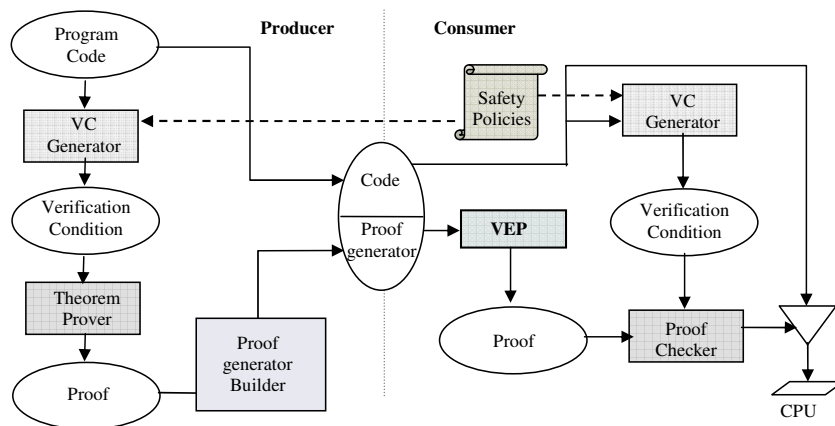 Producer
Consumer
Program
Code
VC
Generator
Verification
Condition
Theorem
Prover
Proof
Proof
generator
Builder
Code
Proof
generator
Safety
Policies
VEP
Proof
VC
Generator
Verification
Condition
Proof
Checker
CPU